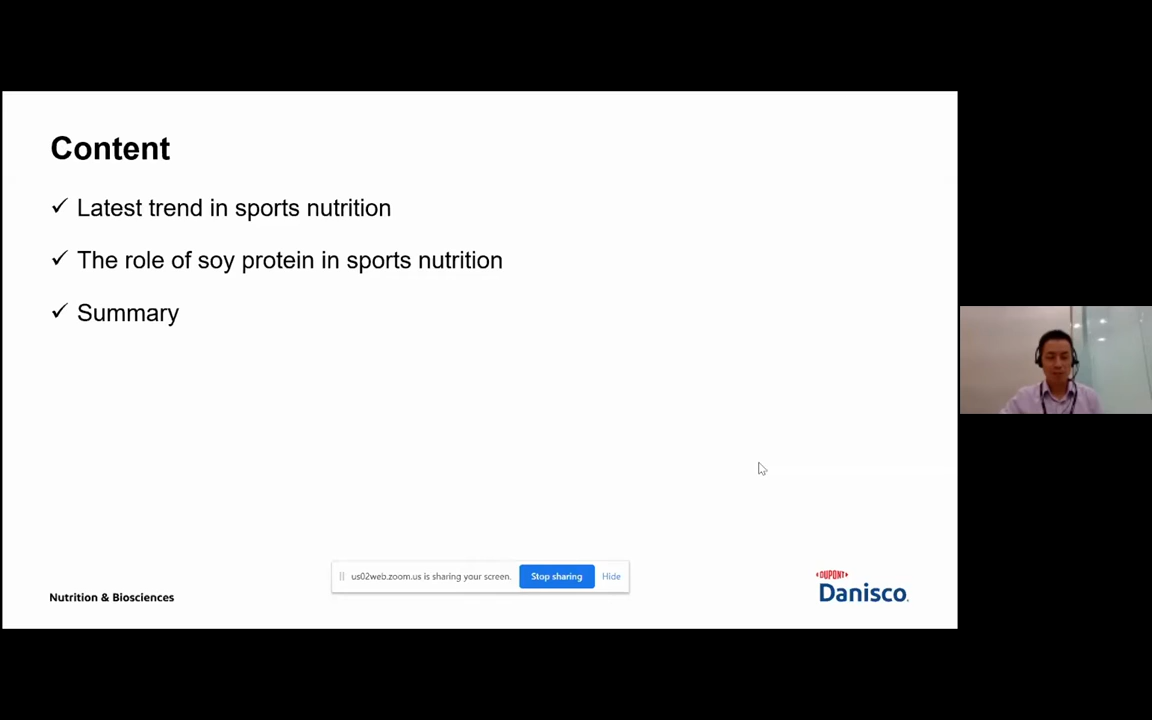 Content
✓ Latest trend in sports nutrition
✓ The role of soy protein in sports nutrition
✓ Summary
us02web.zoom.us is sharing your screen. Stop sharing Hide
Nutrition & Biosciences
DUPONT
Danisco.